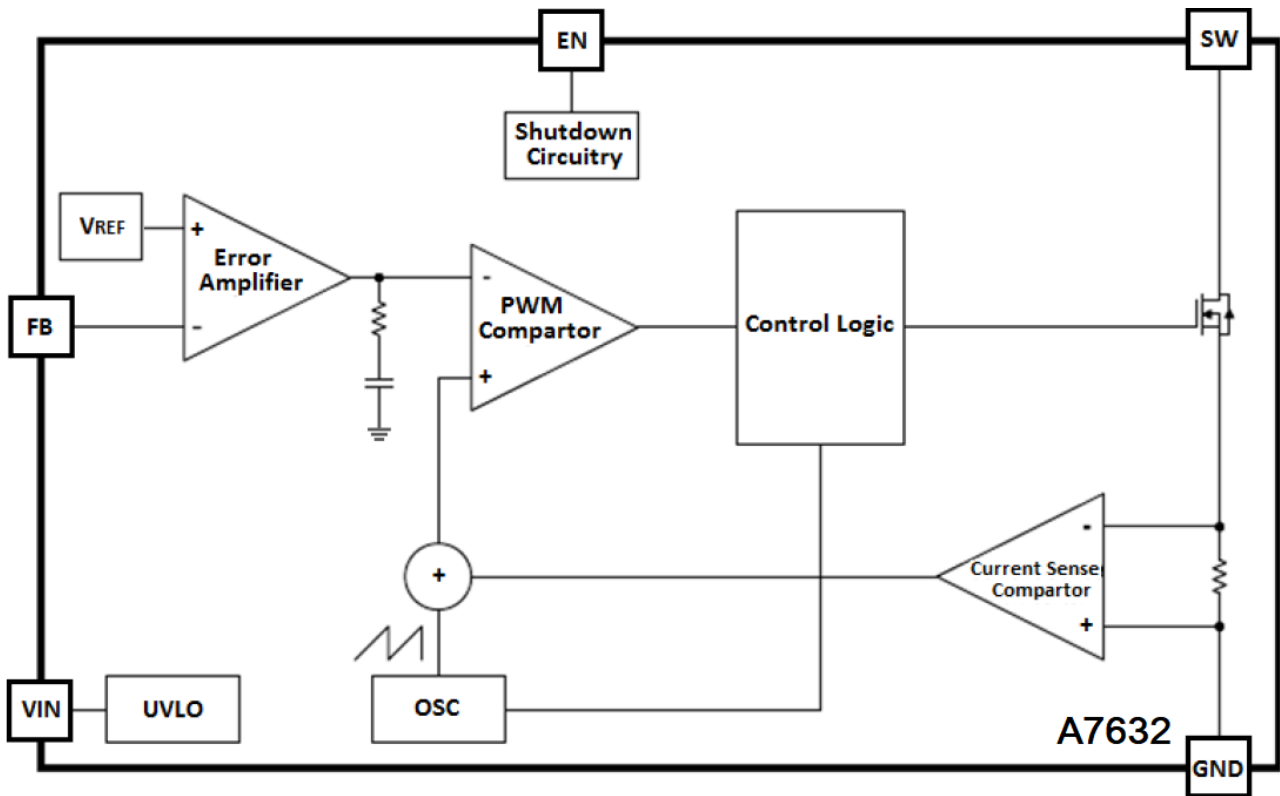 EN
SW
Shutdown
Circuitry
VREF
+
Error
Amplifier
-
FB
-
PWM
Compartor
+
Control Logic
-
Current Sense
Compartor
+
+
VIN
UVLO
OSC
A7632
GND